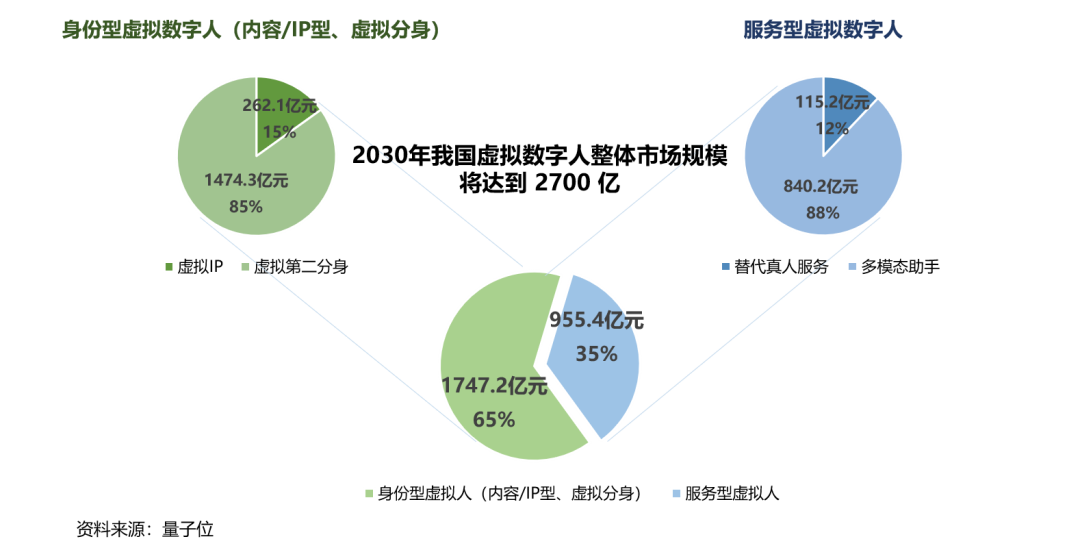 身份型虚拟数字人（内容/IP型、虚拟分身）
服务型虚拟数字人
262.1亿元
15%
1474.3亿元
85%
虚拟IP
虚拟第二分身
2030年我国虚拟数字人整体市场规模
将达到 2700 亿
115.2亿元
12%
840.2亿元
88%
替代真人服务
多模态助手
955.4亿元
35%
1747.2亿元
65%
身份型虚拟人（内容/IP型、虚拟分身）
服务型虚拟人
资料来源：量子位